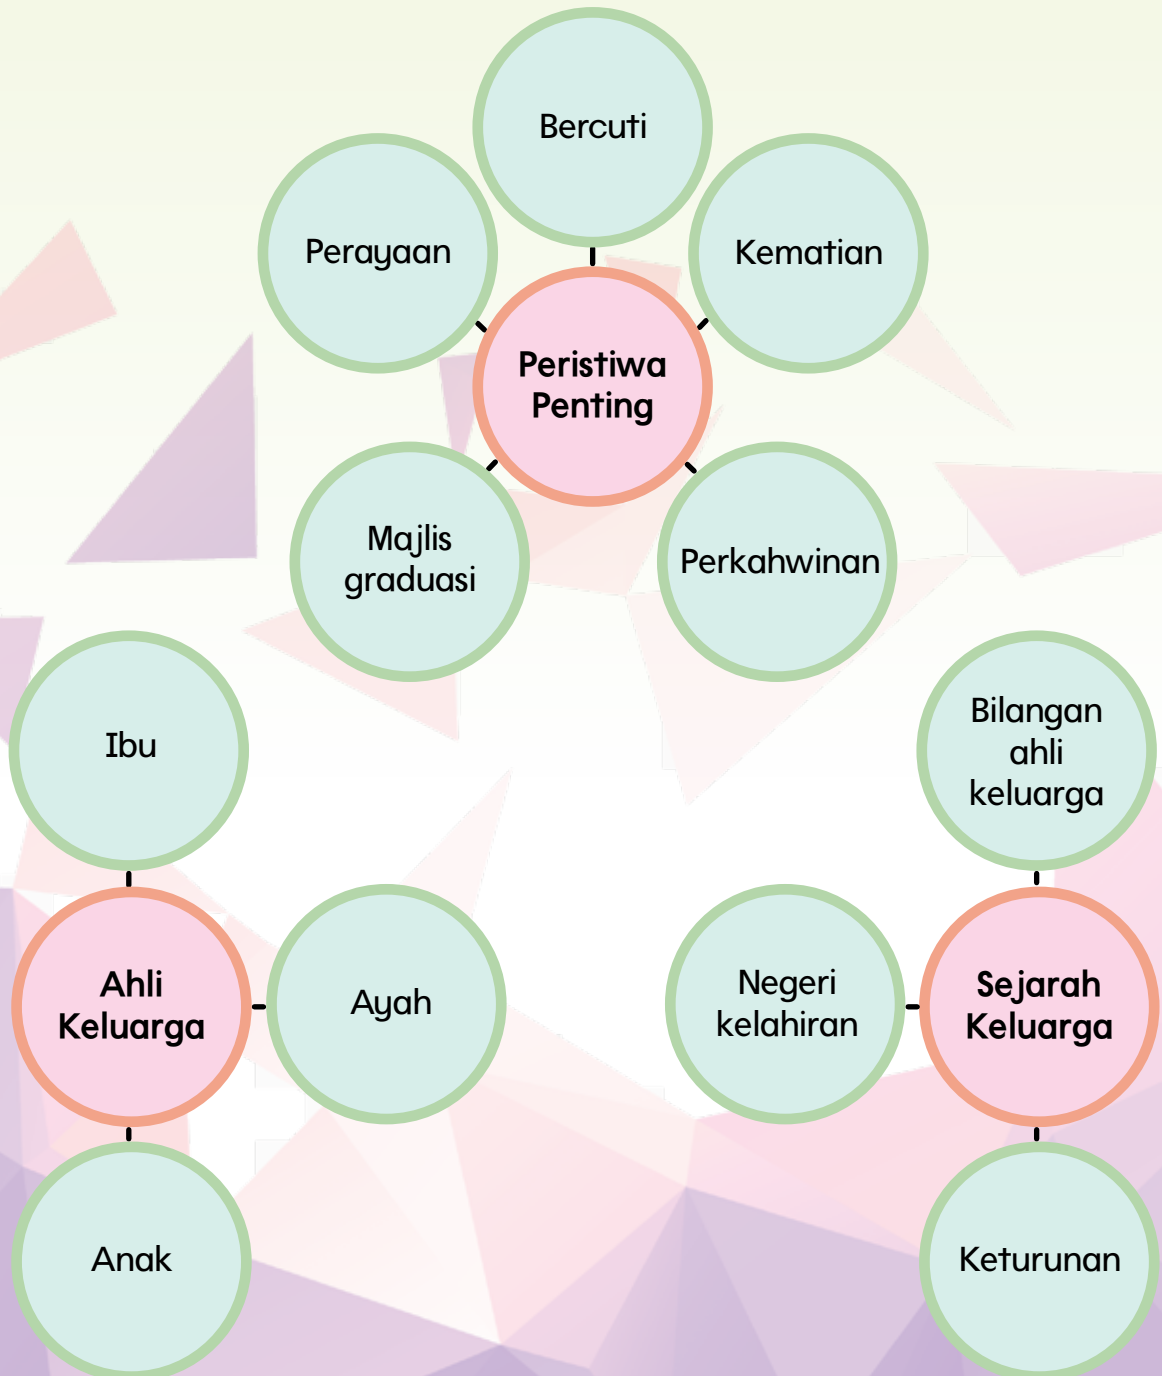 Bercuti
Perayaan
Kematian
Peristiwa
Penting
Majlis
graduasi
Perkahwinan
Ibu
Ahli
Keluarga
Ayah
Anak
Bilangan
ahli
keluarga
Negeri
kelahiran
Sejarah
Keluarga
Keturunan